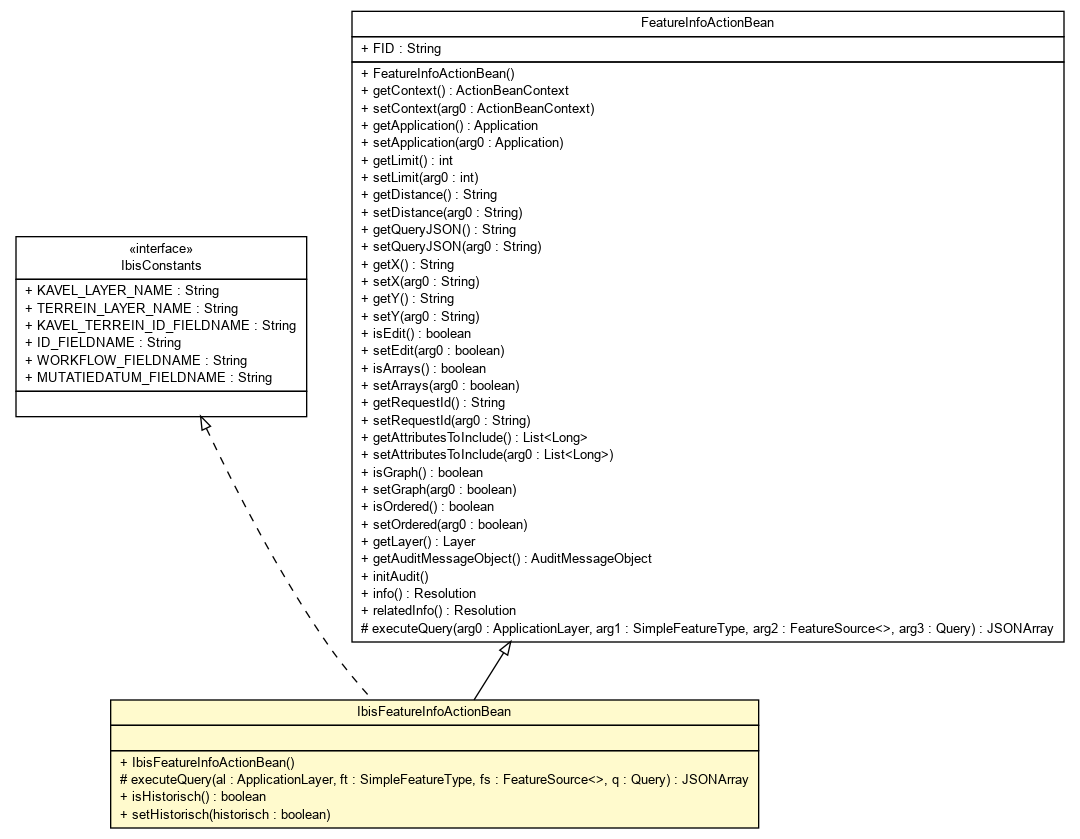 FeatureInfoActionBean
+ FID : String
+ FeatureInfoActionBean()
+ getContext() : ActionBeanContext
+ setContext(arg0 : ActionBeanContext)
+ getApplication() : Application
+ setApplication(arg0 : Application)
+ getLimit() : int
+ setLimit(arg0 : int)
+ getDistance() : String
+ setDistance(arg0 : String)
+ getQueryJSON() : String
+ setQueryJSON(arg0 : String)
+ getX() : String
+ setX(arg0 : String)
+ getY() : String
+ setY(arg0 : String)
+ isEdit() : boolean
+ setEdit(arg0 : boolean)
+ isArrays() : boolean
+ setArrays(arg0 : boolean)
+ getRequestId() : String
+ setRequestId(arg0 : String)
+ getAttributesToInclude() : List<Long>
+ setAttributesToInclude(arg0 : List<Long>)
+ isGraph() : boolean
+ setGraph(arg0 : boolean)
+ isOrdered() : boolean
+ setOrdered(arg0 : boolean)
+ getLayer() : Layer
+ getAuditMessageObject() : AuditMessageObject
+ initAudit()
+ info() : Resolution
+ relatedInfo() : Resolution
# executeQuery(arg0 : ApplicationLayer, arg1 : SimpleFeatureType, arg2 : FeatureSource<>, arg3 : Query) : JSONArray
«interface»
IbisConstants
+ KAVEL_LAYER_NAME : String
+ TERREIN_LAYER_NAME : String
+ KAVEL_TERREIN_ID_FIELDNAME : String
+ ID_FIELDNAME : String
+ WORKFLOW_FIELDNAME : String
+ MUTATIEDATUM_FIELDNAME : String
IbisFeatureInfoActionBean
+ IbisFeatureInfoActionBean()
# executeQuery(al : ApplicationLayer, ft : SimpleFeatureType, fs : FeatureSource<>, q : Query) : JSONArray
+ isHistorisch() : boolean
+ setHistorisch(historisch : boolean)